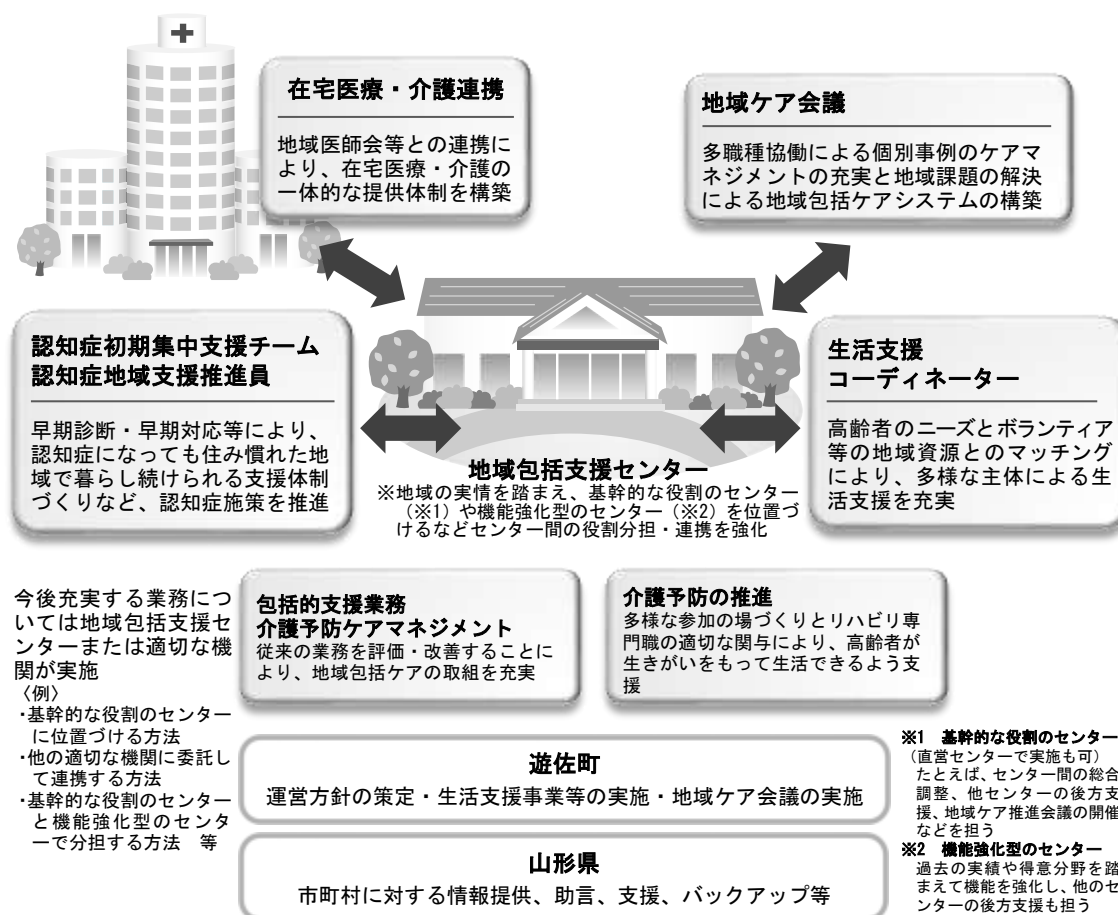 在宅医療・介護連携
地域医師会等との連携に
より、在宅医療・介護の
一体的な提供体制を構築
地域ケア会議
多職種協働による個別事例のケアマ
ネジメントの充実と地域課題の解決
による地域包括ケアシステムの構築
認知症初期集中支援チーム
認知症地域支援推進員
早期診断・早期対応等により、
認知症になっても住み慣れた地
域で暮らし続けられる支援体制
づくりなど、認知症施策を推進
生活支援
コーディネーター
高齢者のニーズとボランティア
等の地域資源とのマッチング
により、多様な主体による生
活支援を充実
地域包括支援センター
※地域の実情を踏まえ、基幹的な役割のセンター
（※1）や機能強化型のセンター（※2）を位置づ
けるなどセンター間の役割分担・連携を強化
今後充実する業務につ
いては地域包括支援セ
ンターまたは適切な機
関が実施
〈例〉
・基幹的な役割のセンター
に位置づける方法
・他の適切な機関に委託し
て連携する方法
・基幹的な役割のセンター
と機能強化型のセンタ
ーで分担する方法　等
包括的支援業務
介護予防ケアマネジメント
従来の業務を評価・改善することに
より、地域包括ケアの取組を充実
介護予防の推進
多様な参加の場づくりとリハビリ専
門職の適切な関与により、高齢者が
生きがいをもって生活できるよう支
援
遊佐町
運営方針の策定・生活支援事業等の実施・地域ケア会議の実施
山形県
市町村に対する情報提供、助言、支援、バックアップ等
※1　基幹的な役割のセンター
（直営センターで実施も可）
たとえば、センター間の総合
調整、他センターの後方支
援、地域ケア推進会議の開催
などを担う
※2　機能強化型のセンター
過去の実績や得意分野を踏
まえて機能を強化し、他のセ
ンターの後方支援も担う